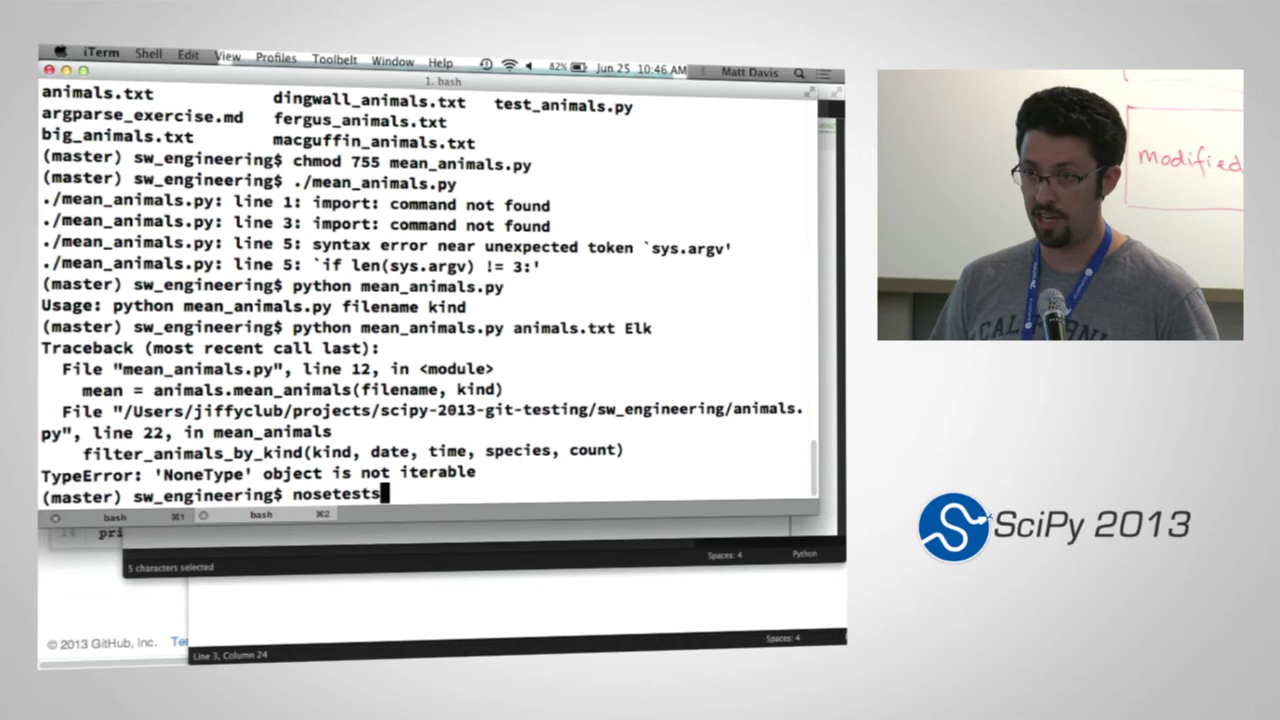 iTerm Shell Edit View Profiles Toolbelt Window Help 82% Jun 25 10:46 AM Matt Davis
1. bash
animals.txt dingwall_animals.txt test_animals.py
argparse_exercise.md fergus_animals.txt
big_animals.txt macguffin_animals.txt
(master) sw_engineering$ chmod 755 mean_animals.py
(master) sw_engineering$ ./mean_animals.py
./mean_animals.py: line 1: import: command not found
./mean_animals.py: line 3: import: command not found
./mean_animals.py: line 5: syntax error near unexpected token `sys.argv'
./mean_animals.py: line 5: `if len(sys.argv) != 3:'
(master) sw_engineering$ python mean_animals.py
Usage: python mean_animals.py filename kind
(master) sw_engineering$ python mean_animals.py animals.txt Elk
Traceback (most recent call last):
File "mean_animals.py", line 12, in <module>
mean = animals.mean_animals(filename, kind)
File "/Users/jiffyclub/projects/scipy-2013-git-testing/sw_engineering/animals.
py", line 22, in mean_animals
filter_animals_by_kind(kind, date, time, species, count)
TypeError: 'NoneType' object is not iterable
(master) sw_engineering$ nosetests
bash ⌘1 bash ⌘2
14 pri
5 characters selected Spaces: 4 Python
© 2013 GitHub, Inc. Ter
Line 3, Column 24 Spaces: 4
modified
CALIFORNIA
SciPy 2013